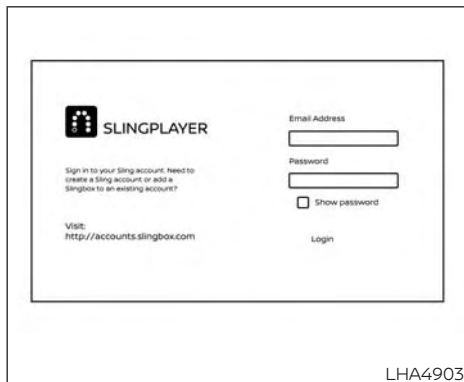 SLINGPLAYER
Sign in to your Sling account. Need to
create a Sling account or add a
Slingbox to an existing account?
Visit:
http://accounts.slingbox.com
Email Address
Password
Show password
Login
LHA4903